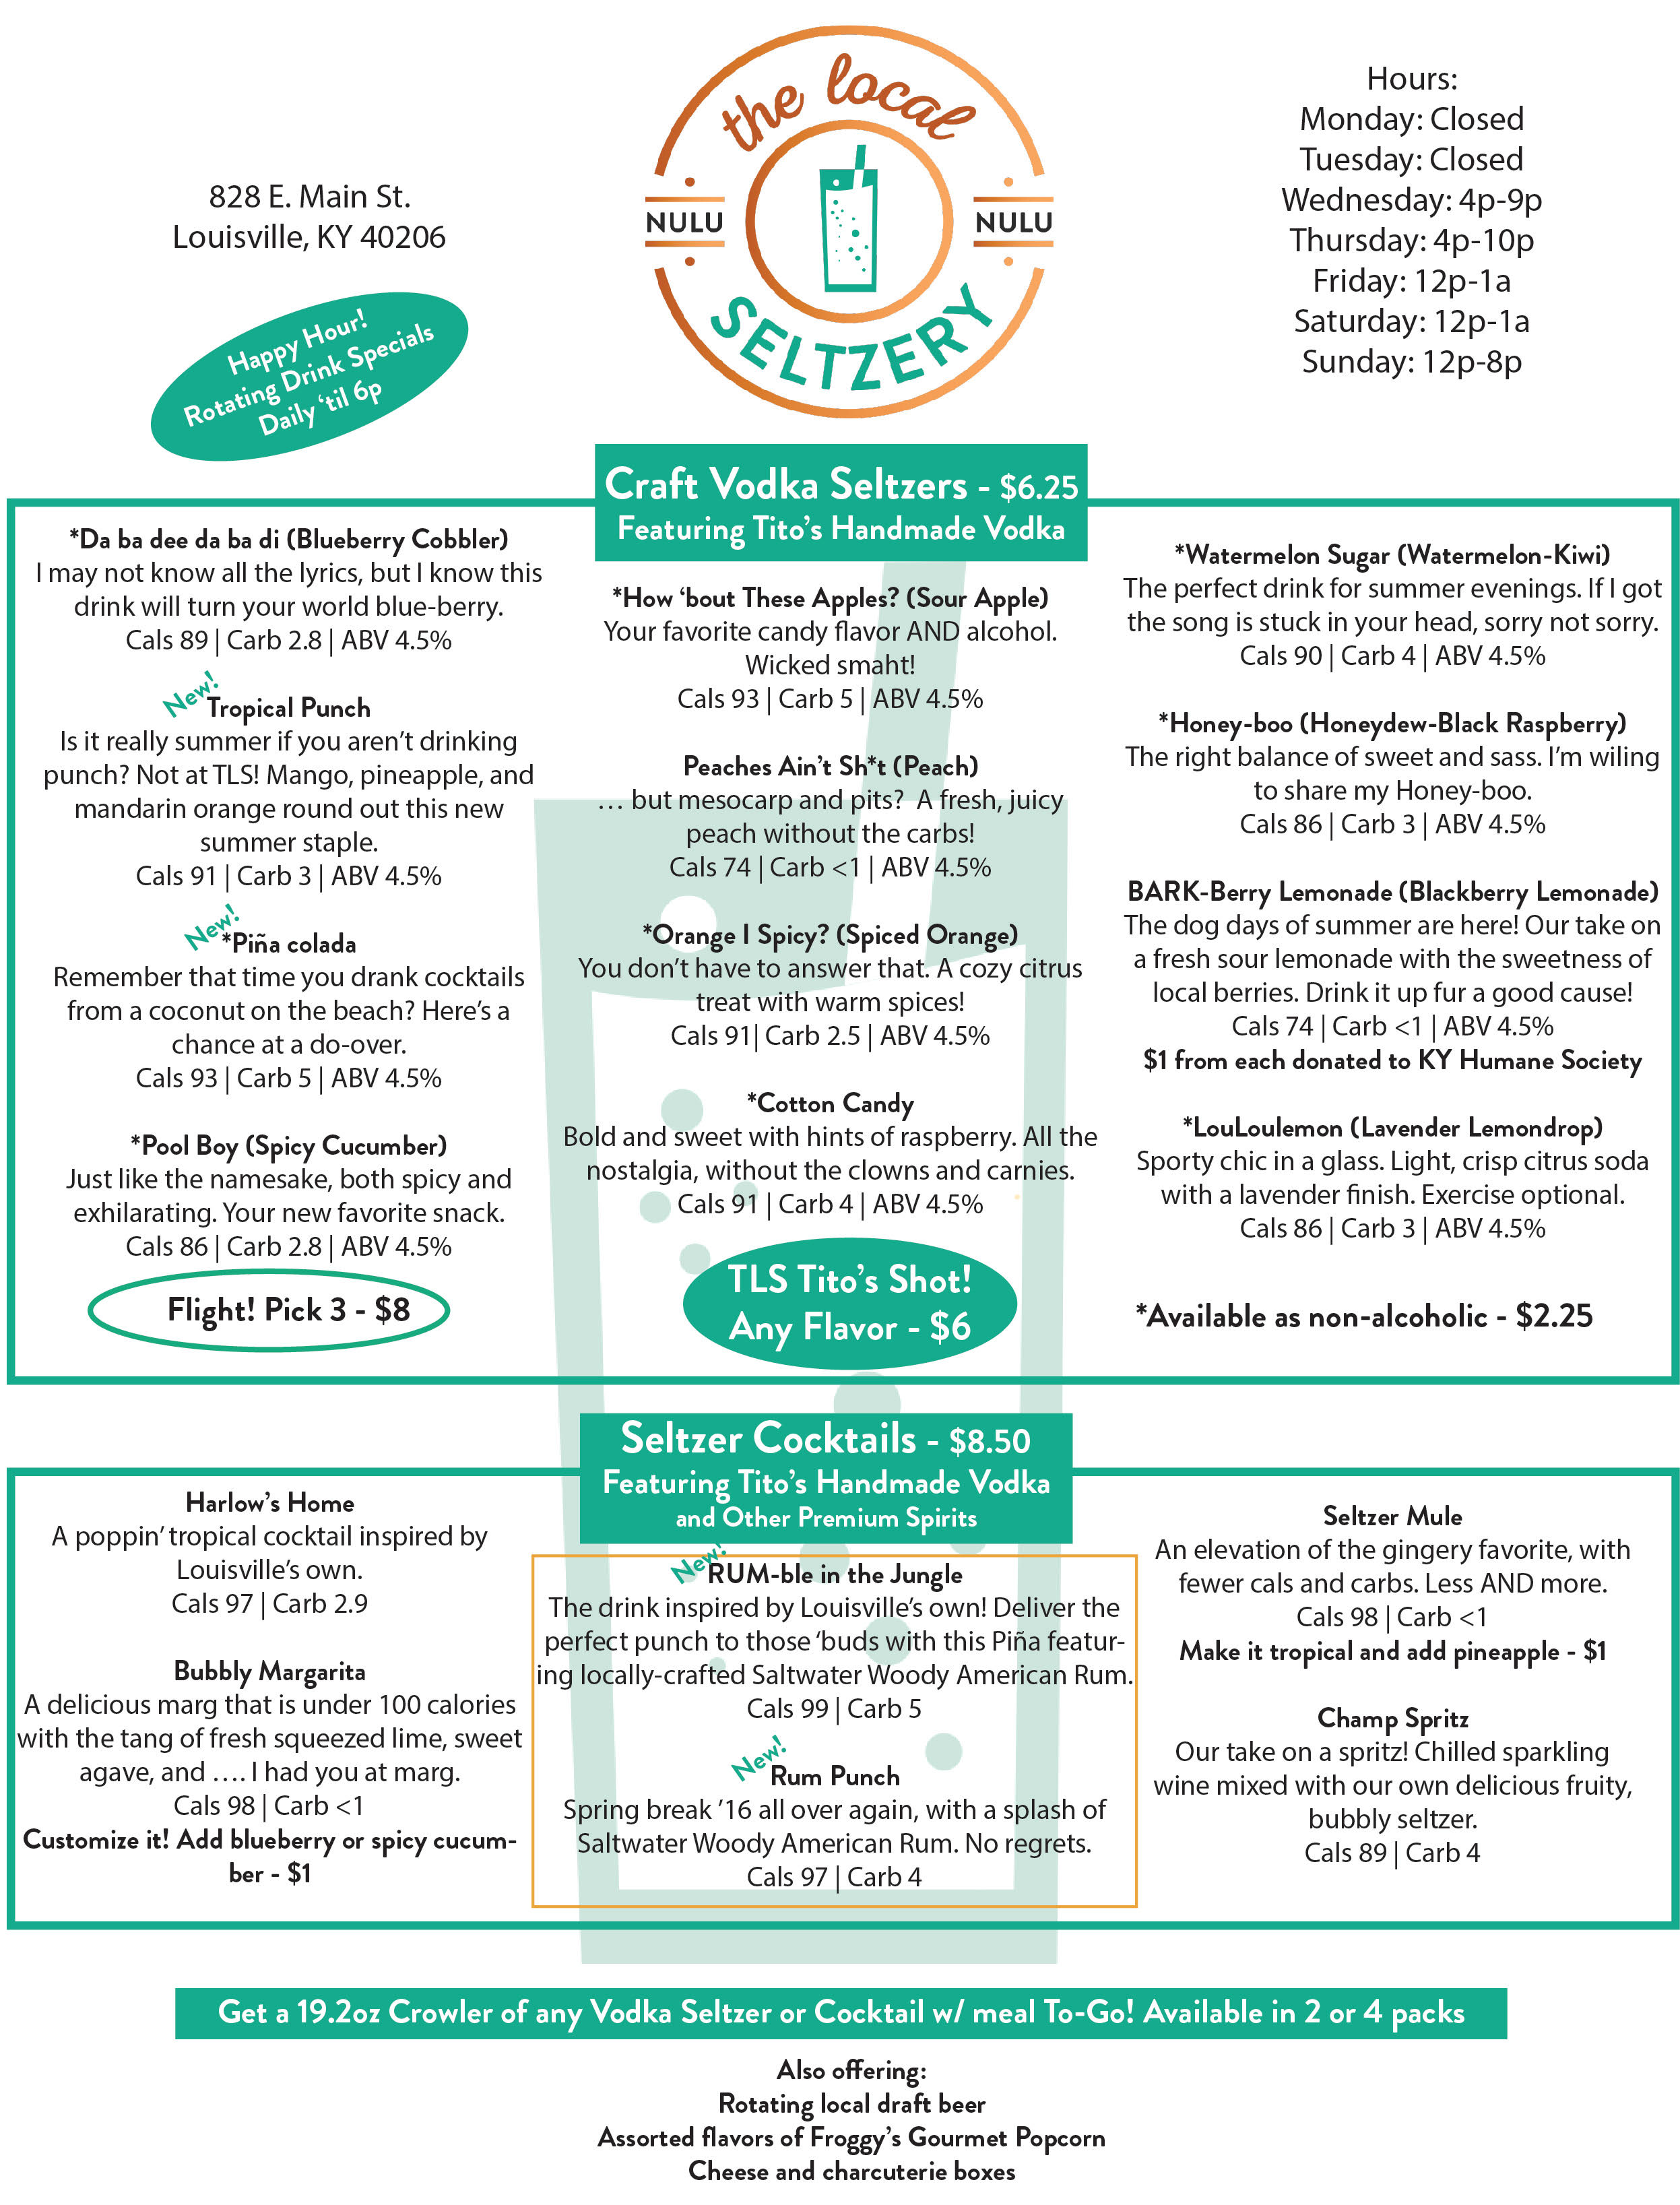 828 E. Main St.
Louisville, KY 40206
Happy Hour!
Rotating Drink Specials
Daily ‘til 6p
the local
NULU
NULU
SELTZERY
Hours:
Monday: Closed
Tuesday: Closed
Wednesday: 4p-9p
Thursday: 4p-10p
Friday: 12p-1a
Saturday: 12p-1a
Sunday: 12p-8p
Craft Vodka Seltzers - $6.25
Featuring Tito’s Handmade Vodka
*Da ba dee da ba di (Blueberry Cobbler)
I may not know all the lyrics, but I know this
drink will turn your world blue-berry.
Cals 89 | Carb 2.8 | ABV 4.5%
New!
Tropical Punch
Is it really summer if you aren’t drinking
punch? Not at TLS! Mango, pineapple, and
mandarin orange round out this new
summer staple.
Cals 91 | Carb 3 | ABV 4.5%
New!
*Piña colada
Remember that time you drank cocktails
from a coconut on the beach? Here’s a
chance at a do-over.
Cals 93 | Carb 5 | ABV 4.5%
*Pool Boy (Spicy Cucumber)
Just like the namesake, both spicy and
exhilarating. Your new favorite snack.
Cals 86 | Carb 2.8 | ABV 4.5%
Flight! Pick 3 - $8
*How ‘bout These Apples? (Sour Apple)
Your favorite candy flavor AND alcohol.
Wicked smaht!
Cals 93 | Carb 5 | ABV 4.5%
Peaches Ain’t Sh*t (Peach)
… but mesocarp and pits? A fresh, juicy
peach without the carbs!
Cals 74 | Carb <1 | ABV 4.5%
*Orange I Spicy? (Spiced Orange)
You don’t have to answer that. A cozy citrus
treat with warm spices!
Cals 91| Carb 2.5 | ABV 4.5%
*Cotton Candy
Bold and sweet with hints of raspberry. All the
nostalgia, without the clowns and carnies.
Cals 91 | Carb 4 | ABV 4.5%
TLS Tito’s Shot!
Any Flavor - $6
*Watermelon Sugar (Watermelon-Kiwi)
The perfect drink for summer evenings. If I got
the song is stuck in your head, sorry not sorry.
Cals 90 | Carb 4 | ABV 4.5%
*Honey-boo (Honeydew-Black Raspberry)
The right balance of sweet and sass. I’m wiling
to share my Honey-boo.
Cals 86 | Carb 3 | ABV 4.5%
BARK-Berry Lemonade (Blackberry Lemonade)
The dog days of summer are here! Our take on
a fresh sour lemonade with the sweetness of
local berries. Drink it up fur a good cause!
Cals 74 | Carb <1 | ABV 4.5%
$1 from each donated to KY Humane Society
*LouLoulemon (Lavender Lemondrop)
Sporty chic in a glass. Light, crisp citrus soda
with a lavender finish. Exercise optional.
Cals 86 | Carb 3 | ABV 4.5%
*Available as non-alcoholic - $2.25
Seltzer Cocktails - $8.50
Featuring Tito’s Handmade Vodka
and Other Premium Spirits
Harlow’s Home
A poppin’ tropical cocktail inspired by
Louisville’s own.
Cals 97 | Carb 2.9
Bubbly Margarita
A delicious marg that is under 100 calories
with the tang of fresh squeezed lime, sweet
agave, and …. I had you at marg.
Cals 98 | Carb <1
Customize it! Add blueberry or spicy cucum-
ber - $1
New!
RUM-ble in the Jungle
The drink inspired by Louisville’s own! Deliver the
perfect punch to those ‘buds with this Piña featur-
ing locally-crafted Saltwater Woody American Rum.
Cals 99 | Carb 5
New!
Rum Punch
Spring break ’16 all over again, with a splash of
Saltwater Woody American Rum. No regrets.
Cals 97 | Carb 4
Seltzer Mule
An elevation of the gingery favorite, with
fewer cals and carbs. Less AND more.
Cals 98 | Carb <1
Make it tropical and add pineapple - $1
Champ Spritz
Our take on a spritz! Chilled sparkling
wine mixed with our own delicious fruity,
bubbly seltzer.
Cals 89 | Carb 4
Get a 19.2oz Crowler of any Vodka Seltzer or Cocktail w/ meal To-Go! Available in 2 or 4 packs
Also offering:
Rotating local draft beer
Assorted flavors of Froggy’s Gourmet Popcorn
Cheese and charcuterie boxes